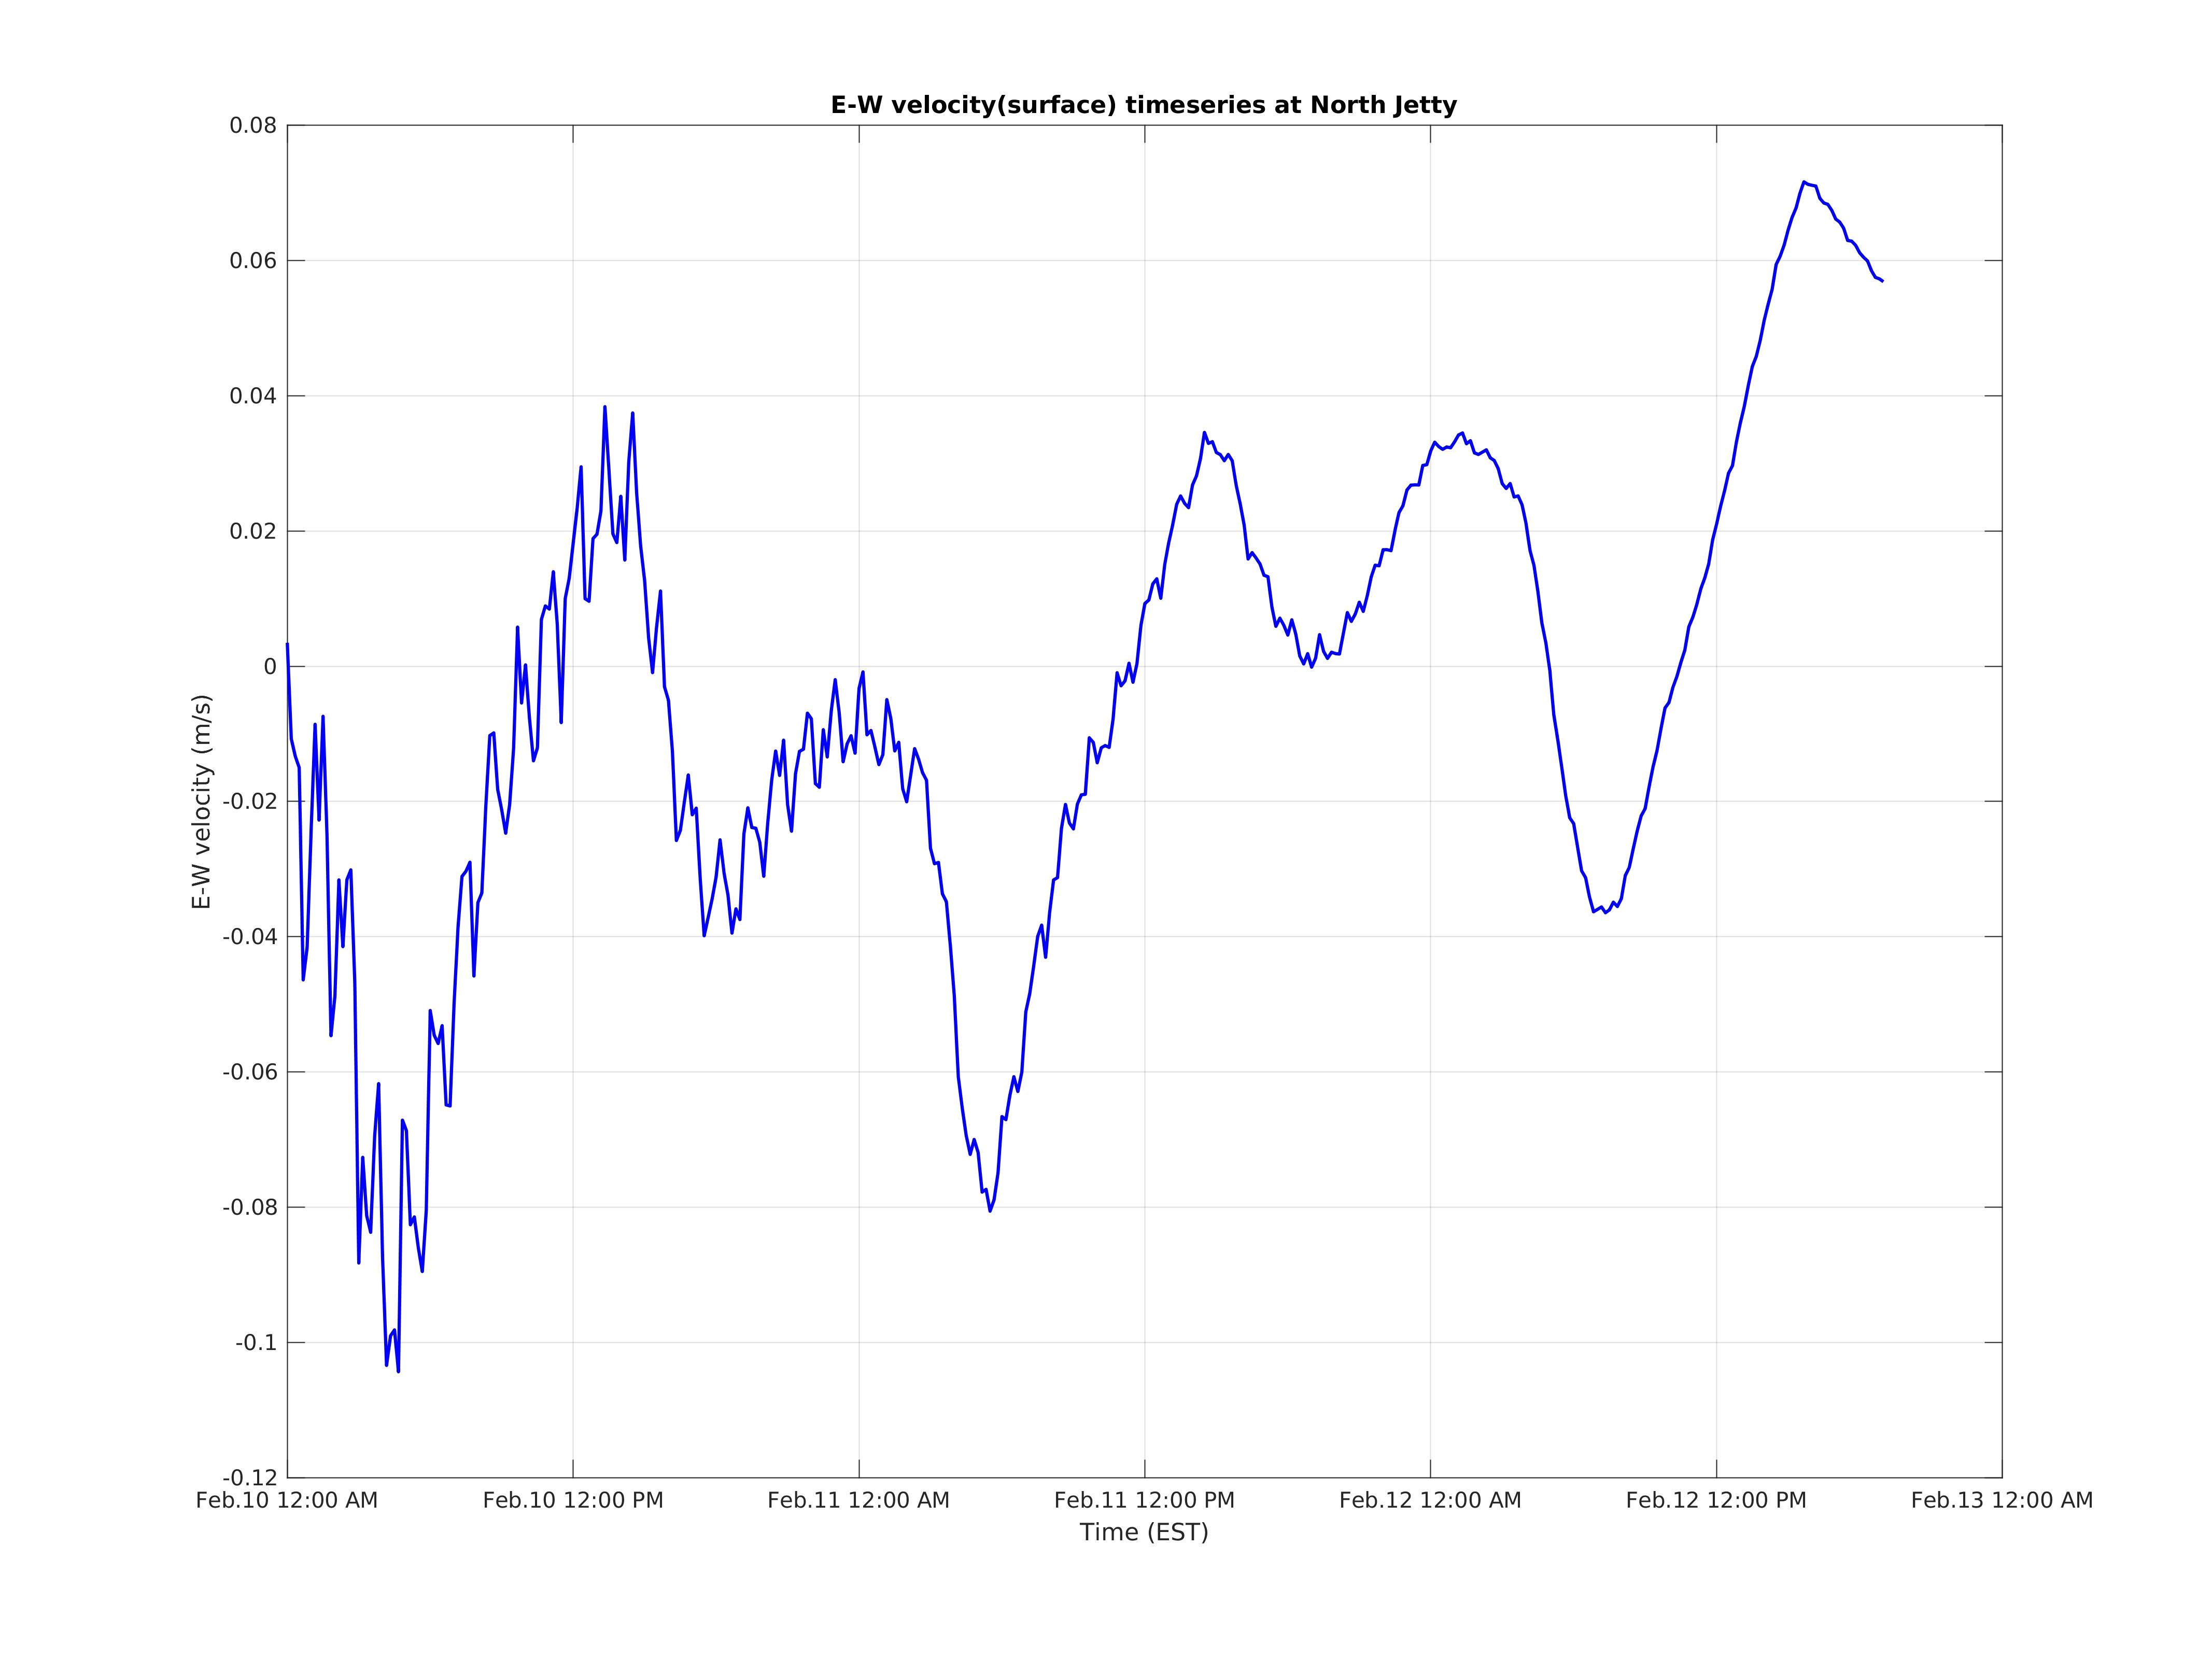 E-W velocity(surface) timeseries at North Jetty
0.08
0.06
0.04
0.02
0
-0.02
-0.04
-0.06
-0.08
-0.1
-0.12
E-W velocity (m/s)
Feb.10 12:00 AM
Feb.10 12:00 PM
Feb.11 12:00 AM
Feb.11 12:00 PM
Feb.12 12:00 AM
Feb.12 12:00 PM
Feb.13 12:00 AM
Time (EST)